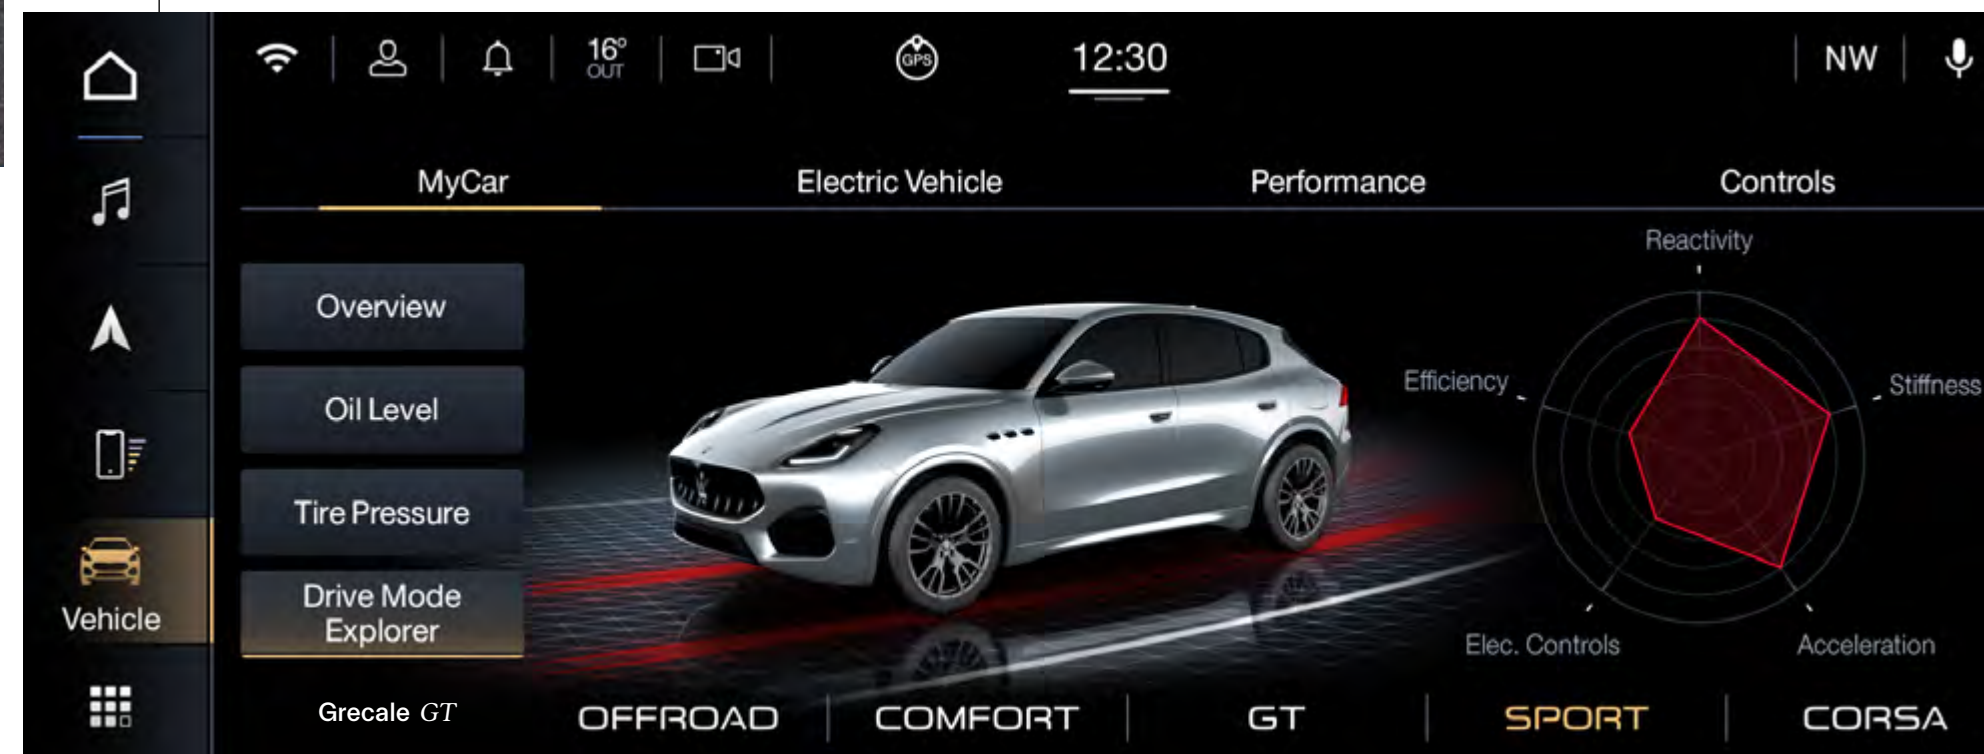 16°
OUT
GPS
12:30
NW
MyCar
Electric Vehicle
Performance
Controls
Overview
Oil Level
Tire Pressure
Drive Mode
Explorer
Vehicle
Reactivity
Efficiency
Stiffness
Elec. Controls
Acceleration
Grecale GT
OFFROAD
COMFORT
GT
SPORT
CORSA